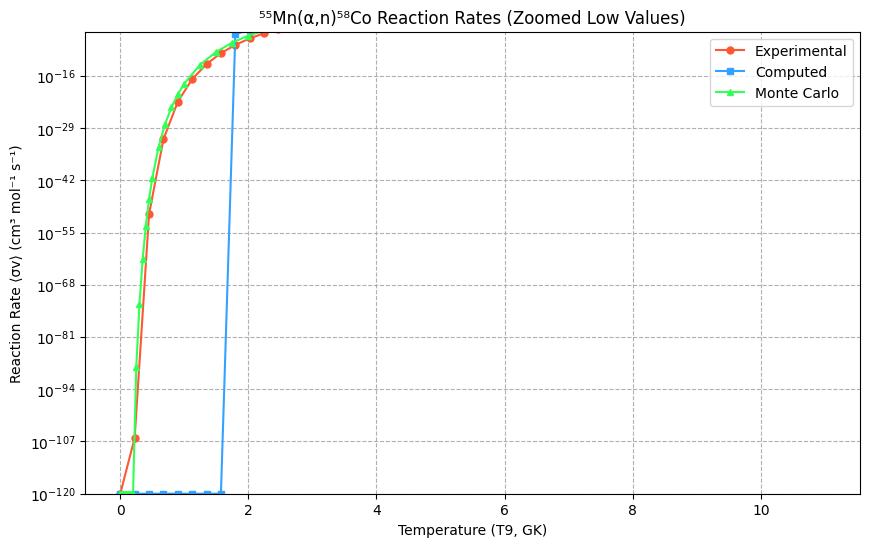 ⁵⁵Mn(α,n)⁵⁸Co Reaction Rates (Zoomed Low Values)
Experimental
Computed
Monte Carlo
Reaction Rate ⟨σv⟩ (cm³ mol⁻¹ s⁻¹)
10⁻¹⁶
10⁻²⁹
10⁻⁴²
10⁻⁵⁵
10⁻⁶⁸
10⁻⁸¹
10⁻⁹⁴
10⁻¹⁰⁷
10⁻¹²⁰
0 2 4 6 8 10
Temperature (T9, GK)